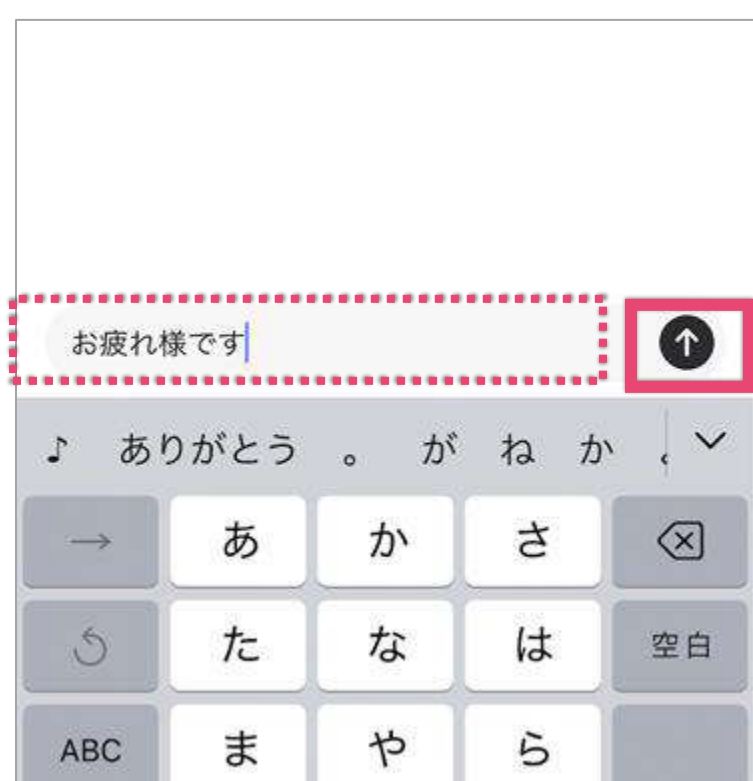 お疲れ様です
♪ ありがとう 。 が ね か
→ あ か さ
た な は 空白
ABC ま や ら